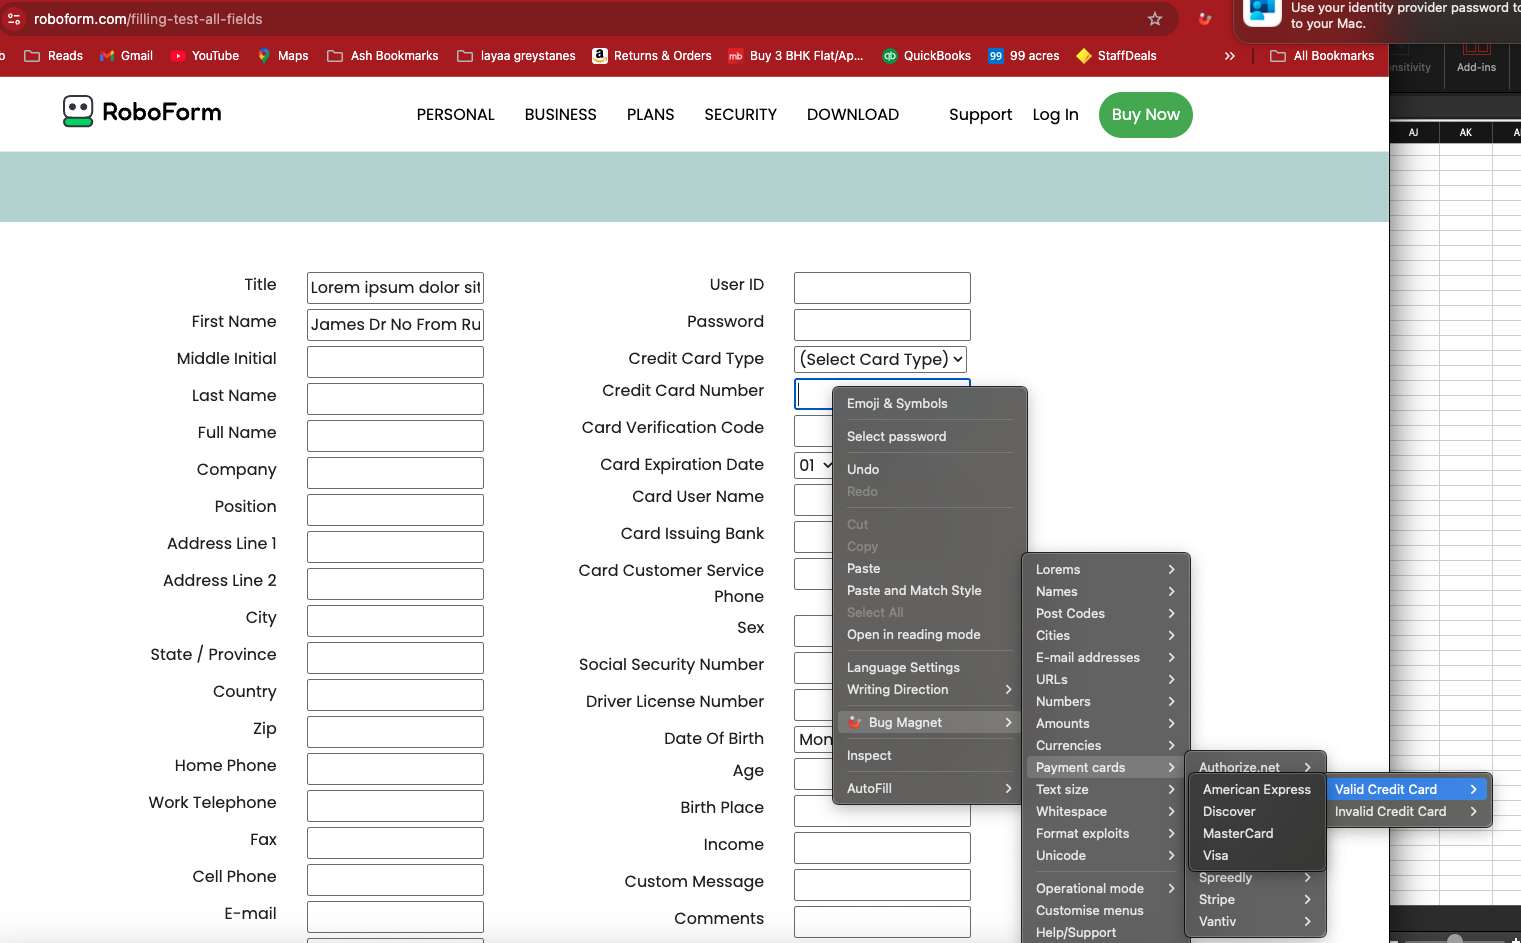 roboform.com/filling-test-all-fields
Use your identity provider password to
to your Mac.
Reads
Gmail
YouTube
Maps
Ash Bookmarks
layaa greystanes
Returns & Orders
Buy 3 BHK Flat/Ap...
QuickBooks
99 acres
StaffDeals
»
All Bookmarks
nsitivity
Add-ins
RoboForm
PERSONAL
BUSINESS
PLANS
SECURITY
DOWNLOAD
Support
Log In
Buy Now
AJ
AK
Title
Lorem ipsum dolor sit
First Name
James Dr No From Ru
Middle Initial
Last Name
Full Name
Company
Position
Address Line 1
Address Line 2
City
State / Province
Country
Zip
Home Phone
Work Telephone
Fax
Cell Phone
E-mail
User ID
Password
Credit Card Type
(Select Card Type)
Credit Card Number
Card Verification Code
Card Expiration Date
01
Card User Name
Card Issuing Bank
Card Customer Service
Phone
Sex
Social Security Number
Driver License Number
Date Of Birth
Mon
Age
Birth Place
Income
Custom Message
Comments
Emoji & Symbols
Select password
Undo
Redo
Cut
Copy
Paste
Paste and Match Style
Select All
Open in reading mode
Language Settings
Writing Direction
Bug Magnet
Inspect
AutoFill
Lorems
Names
Post Codes
Cities
E-mail addresses
URLs
Numbers
Amounts
Currencies
Payment cards
Text size
Whitespace
Format exploits
Unicode
Operational mode
Customise menus
Help/Support
Authorize.net
American Express
Discover
MasterCard
Visa
Spreedly
Stripe
Vantiv
Valid Credit Card
Invalid Credit Card